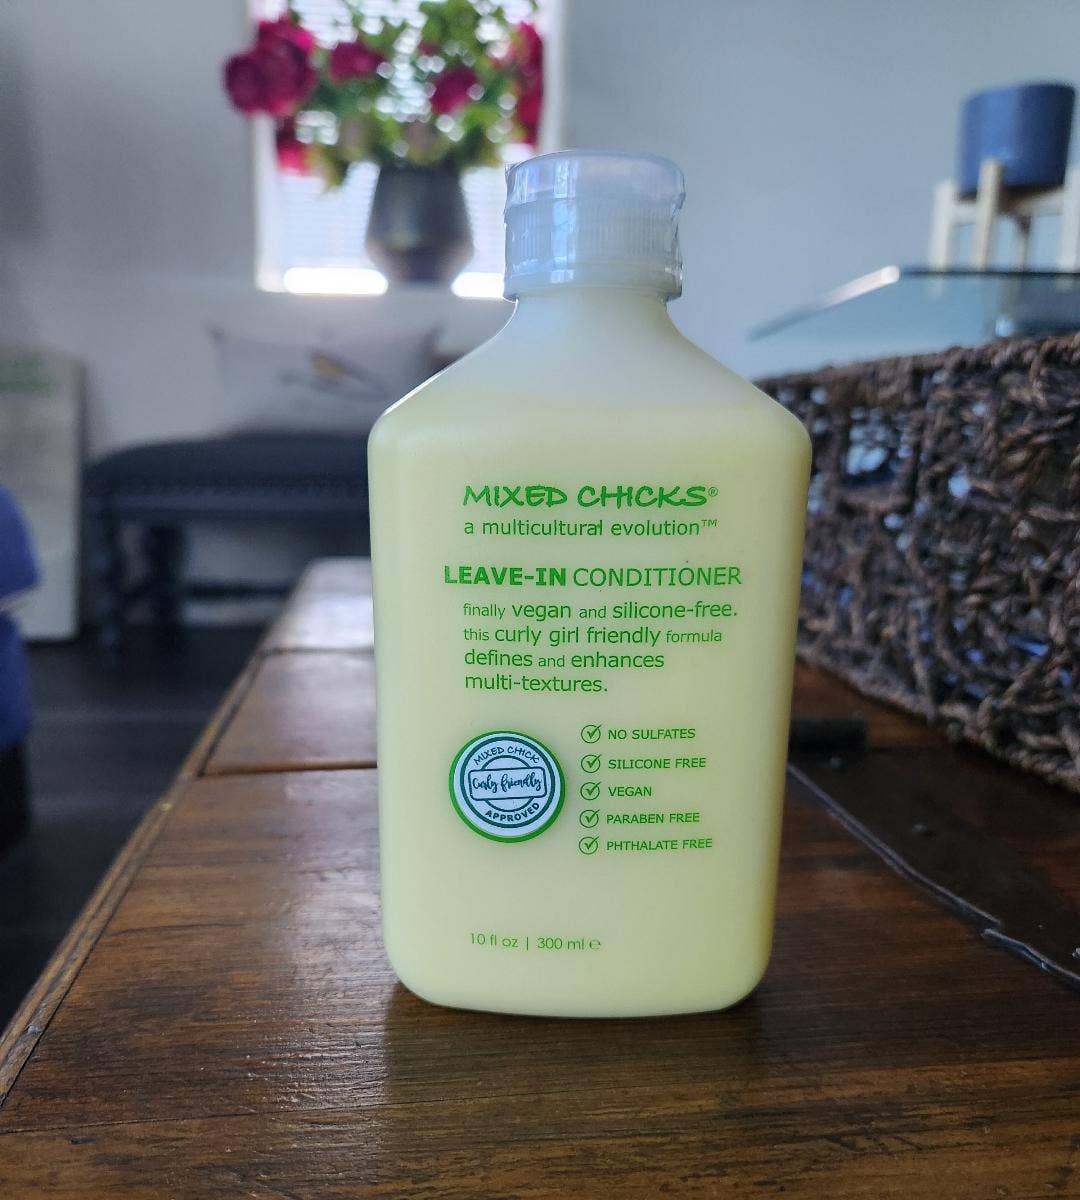 MIXED CHICKS®
a multicultural evolution™
LEAVE-IN CONDITIONER
finally vegan and silicone-free.
this curly girl friendly formula
defines and enhances
multi-textures.
MIXED CHICK
Curly friendly
APPROVED
NO SULFATES
SILICONE FREE
VEGAN
PARABEN FREE
PHTHALATE FREE
10 fl oz | 300 ml ℮